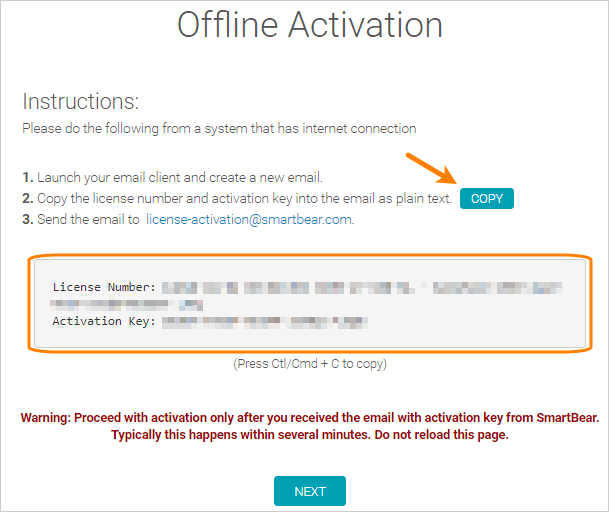 Offline Activation
Instructions:
Please do the following from a system that has internet connection
1. Launch your email client and create a new email.
2. Copy the license number and activation key into the email as plain text. COPY
3. Send the email to license-activation@smartbear.com.
License Number:
Activation Key:
(Press Ctl/Cmd + C to copy)
Warning: Proceed with activation only after you received the email with activation key from SmartBear.
Typically this happens within several minutes. Do not reload this page.
NEXT